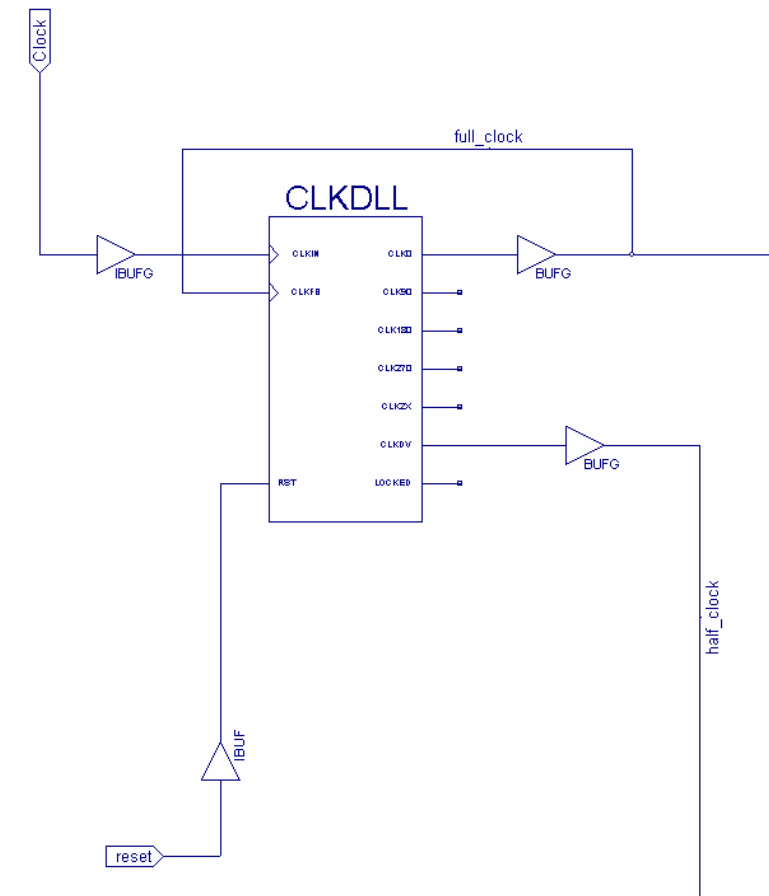 Clock
full_clock
CLKDLL
CLKIN
CLK0
IBUFG
BUFG
CLKFB
CLK90
CLK180
CLK270
CLK2X
CLKDV
BUFG
RST
LOCKED
half_clock
IBUF
reset